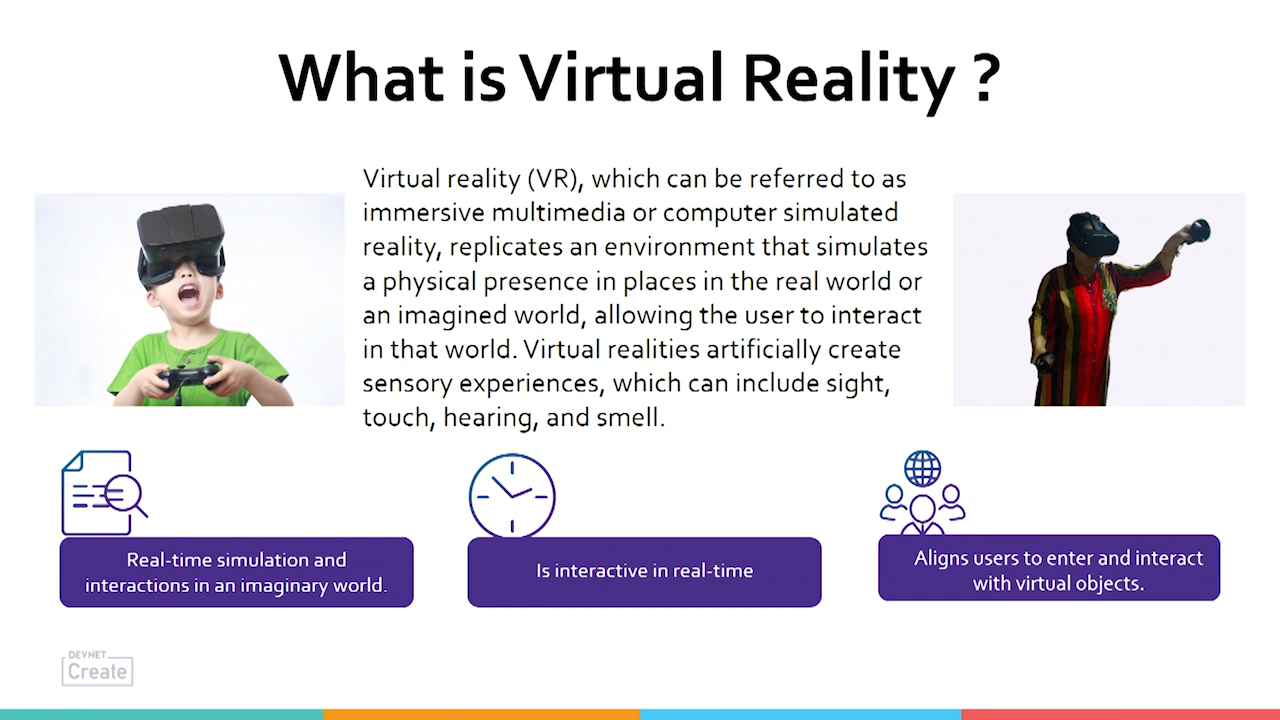 What is Virtual Reality ?
Virtual reality (VR), which can be referred to as
immersive multimedia or computer simulated
reality, replicates an environment that simulates
a physical presence in places in the real world or
an imagined world, allowing the user to interact
in that world. Virtual realities artificially create
sensory experiences, which can include sight,
touch, hearing, and smell.
Real-time simulation and
interactions in an imaginary world.
Is interactive in real-time
Aligns users to enter and interact
with virtual objects.
DEVNET
Create